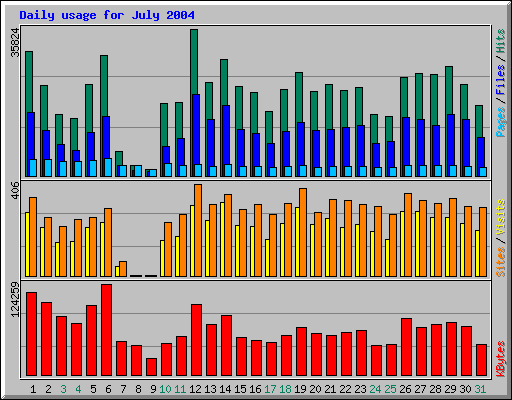 Daily usage for July 2004
35824
Pages / Files / Hits
406
Sites / Visits
124259
KBytes
1 2 3 4 5 6 7 8 9 10 11 12 13 14 15 16 17 18 19 20 21 22 23 24 25 26 27 28 29 30 31